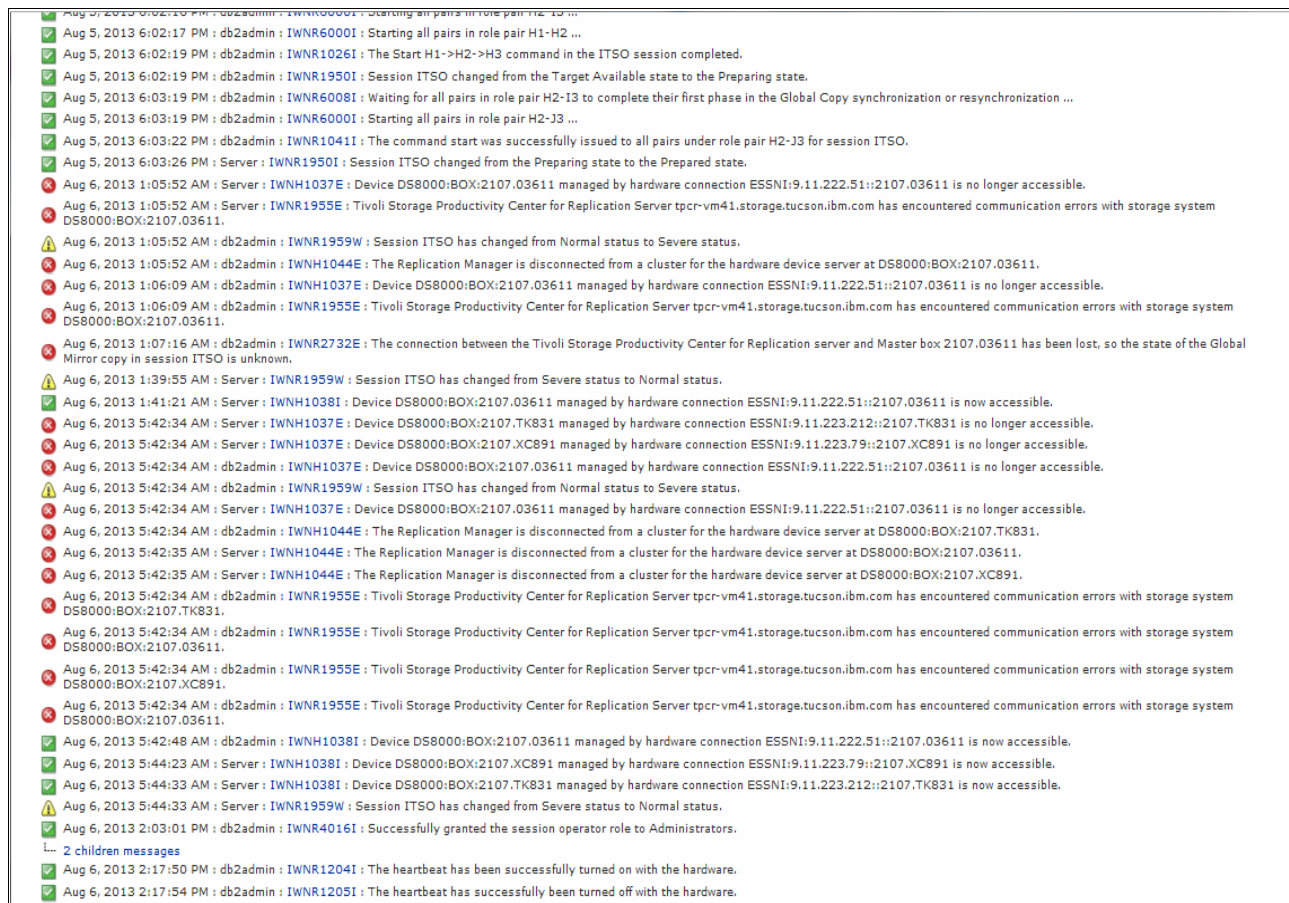 Aug 5, 2013 6:02:16 PM : db2admin : IWNR6000I : Starting all pairs in role pair H2-I3 ...
Aug 5, 2013 6:02:17 PM : db2admin : IWNR6000I : Starting all pairs in role pair H1-H2 ...
Aug 5, 2013 6:02:19 PM : db2admin : IWNR1026I : The Start H1->H2->H3 command in the ITSO session completed.
Aug 5, 2013 6:02:19 PM : db2admin : IWNR1950I : Session ITSO changed from the Target Available state to the Preparing state.
Aug 5, 2013 6:03:19 PM : db2admin : IWNR6008I : Waiting for all pairs in role pair H2-I3 to complete their first phase in the Global Copy synchronization or resynchronization ...
Aug 5, 2013 6:03:19 PM : db2admin : IWNR6000I : Starting all pairs in role pair H2-J3 ...
Aug 5, 2013 6:03:22 PM : db2admin : IWNR1041I : The command start was successfully issued to all pairs under role pair H2-J3 for session ITSO.
Aug 5, 2013 6:03:26 PM : Server : IWNR1950I : Session ITSO changed from the Preparing state to the Prepared state.
Aug 6, 2013 1:05:52 AM : Server : IWNH1037E : Device DS8000:BOX:2107.03611 managed by hardware connection ESSNI:9.11.222.51::2107.03611 is no longer accessible.
Aug 6, 2013 1:05:52 AM : Server : IWNR1955E : Tivoli Storage Productivity Center for Replication Server tpcr-vm41.storage.tucson.ibm.com has encountered communication errors with storage system
DS8000:BOX:2107.03611.
Aug 6, 2013 1:05:52 AM : db2admin : IWNR1959W : Session ITSO has changed from Normal status to Severe status.
Aug 6, 2013 1:05:52 AM : db2admin : IWNH1044E : The Replication Manager is disconnected from a cluster for the hardware device server at DS8000:BOX:2107.03611.
Aug 6, 2013 1:06:09 AM : db2admin : IWNH1037E : Device DS8000:BOX:2107.03611 managed by hardware connection ESSNI:9.11.222.51::2107.03611 is no longer accessible.
Aug 6, 2013 1:06:09 AM : db2admin : IWNR1955E : Tivoli Storage Productivity Center for Replication Server tpcr-vm41.storage.tucson.ibm.com has encountered communication errors with storage system
DS8000:BOX:2107.03611.
Aug 6, 2013 1:07:16 AM : db2admin : IWNR2732E : The connection between the Tivoli Storage Productivity Center for Replication server and Master box 2107.03611 has been lost, so the state of the Global
Mirror copy in session ITSO is unknown.
Aug 6, 2013 1:39:55 AM : Server : IWNR1959W : Session ITSO has changed from Severe status to Normal status.
Aug 6, 2013 1:41:21 AM : Server : IWNH1038I : Device DS8000:BOX:2107.03611 managed by hardware connection ESSNI:9.11.222.51::2107.03611 is now accessible.
Aug 6, 2013 5:42:34 AM : db2admin : IWNH1037E : Device DS8000:BOX:2107.TK831 managed by hardware connection ESSNI:9.11.223.212::2107.TK831 is no longer accessible.
Aug 6, 2013 5:42:34 AM : Server : IWNH1037E : Device DS8000:BOX:2107.XC891 managed by hardware connection ESSNI:9.11.223.79::2107.XC891 is no longer accessible.
Aug 6, 2013 5:42:34 AM : db2admin : IWNH1037E : Device DS8000:BOX:2107.03611 managed by hardware connection ESSNI:9.11.222.51::2107.03611 is no longer accessible.
Aug 6, 2013 5:42:34 AM : db2admin : IWNR1959W : Session ITSO has changed from Normal status to Severe status.
Aug 6, 2013 5:42:34 AM : Server : IWNH1037E : Device DS8000:BOX:2107.03611 managed by hardware connection ESSNI:9.11.222.51::2107.03611 is no longer accessible.
Aug 6, 2013 5:42:34 AM : db2admin : IWNH1044E : The Replication Manager is disconnected from a cluster for the hardware device server at DS8000:BOX:2107.TK831.
Aug 6, 2013 5:42:35 AM : Server : IWNH1044E : The Replication Manager is disconnected from a cluster for the hardware device server at DS8000:BOX:2107.03611.
Aug 6, 2013 5:42:35 AM : Server : IWNH1044E : The Replication Manager is disconnected from a cluster for the hardware device server at DS8000:BOX:2107.XC891.
Aug 6, 2013 5:42:34 AM : db2admin : IWNR1955E : Tivoli Storage Productivity Center for Replication Server tpcr-vm41.storage.tucson.ibm.com has encountered communication errors with storage system
DS8000:BOX:2107.TK831.
Aug 6, 2013 5:42:34 AM : db2admin : IWNR1955E : Tivoli Storage Productivity Center for Replication Server tpcr-vm41.storage.tucson.ibm.com has encountered communication errors with storage system
DS8000:BOX:2107.03611.
Aug 6, 2013 5:42:34 AM : db2admin : IWNR1955E : Tivoli Storage Productivity Center for Replication Server tpcr-vm41.storage.tucson.ibm.com has encountered communication errors with storage system
DS8000:BOX:2107.XC891.
Aug 6, 2013 5:42:34 AM : db2admin : IWNR1955E : Tivoli Storage Productivity Center for Replication Server tpcr-vm41.storage.tucson.ibm.com has encountered communication errors with storage system
DS8000:BOX:2107.03611.
Aug 6, 2013 5:42:48 AM : db2admin : IWNH1038I : Device DS8000:BOX:2107.03611 managed by hardware connection ESSNI:9.11.222.51::2107.03611 is now accessible.
Aug 6, 2013 5:44:23 AM : Server : IWNH1038I : Device DS8000:BOX:2107.XC891 managed by hardware connection ESSNI:9.11.223.79::2107.XC891 is now accessible.
Aug 6, 2013 5:44:33 AM : Server : IWNH1038I : Device DS8000:BOX:2107.TK831 managed by hardware connection ESSNI:9.11.223.212::2107.TK831 is now accessible.
Aug 6, 2013 5:44:33 AM : Server : IWNR1959W : Session ITSO has changed from Severe status to Normal status.
Aug 6, 2013 2:03:01 PM : db2admin : IWNR4016I : Successfully granted the session operator role to Administrators.
2 children messages
Aug 6, 2013 2:17:50 PM : db2admin : IWNR1204I : The heartbeat has been successfully turned on with the hardware.
Aug 6, 2013 2:17:54 PM : db2admin : IWNR1205I : The heartbeat has successfully been turned off with the hardware.